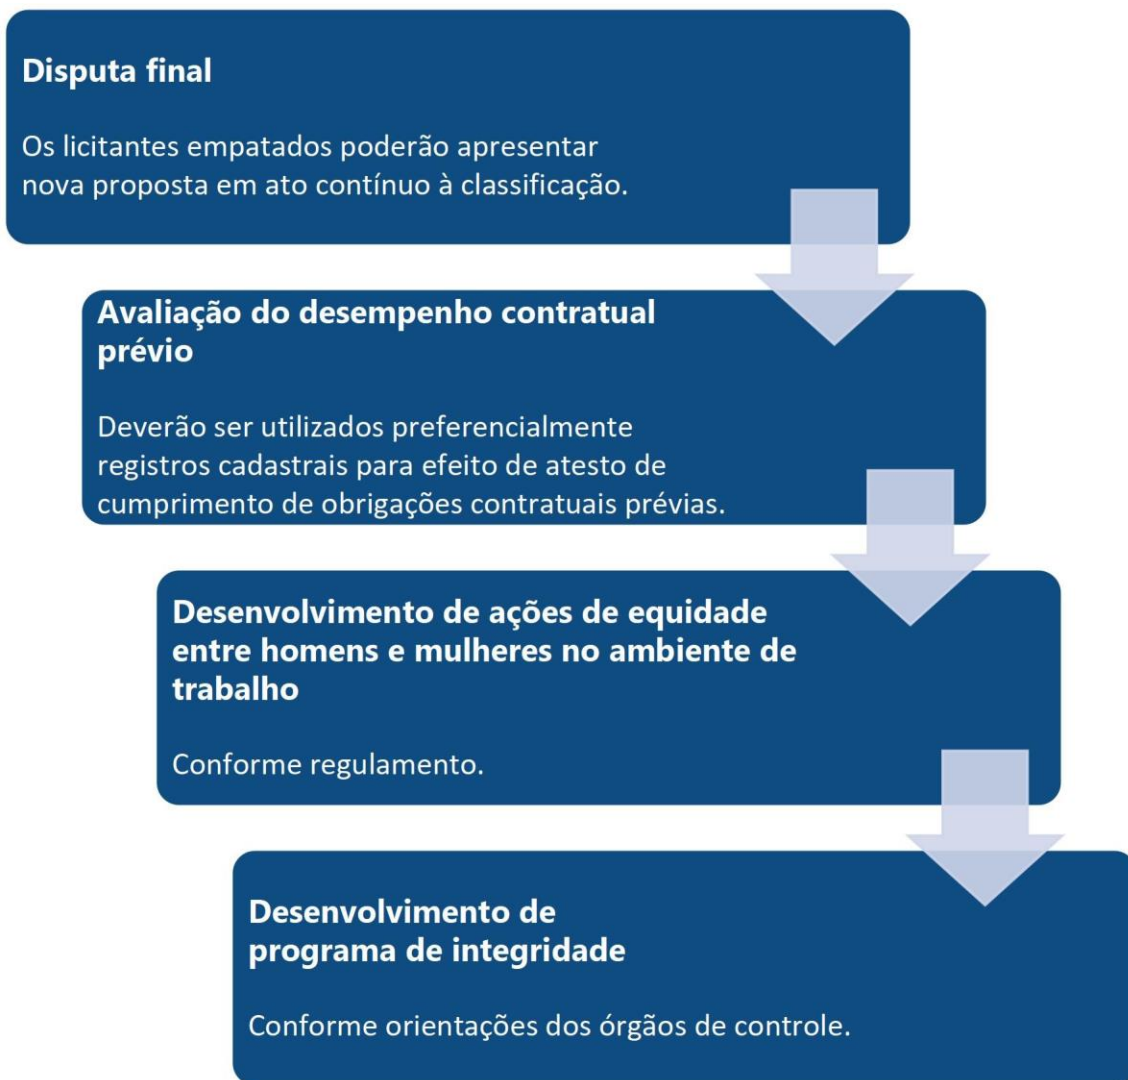 Disputa final
Os licitantes empatados poderão apresentar
nova proposta em ato contínuo à classificação.
Avaliação do desempenho contratual
prévio
Deverão ser utilizados preferencialmente
registros cadastrais para efeito de atesto de
cumprimento de obrigações contratuais prévias.
Desenvolvimento de ações de equidade
entre homens e mulheres no ambiente de
trabalho
Conforme regulamento.
Desenvolvimento de
programa de integridade
Conforme orientações dos órgãos de controle.